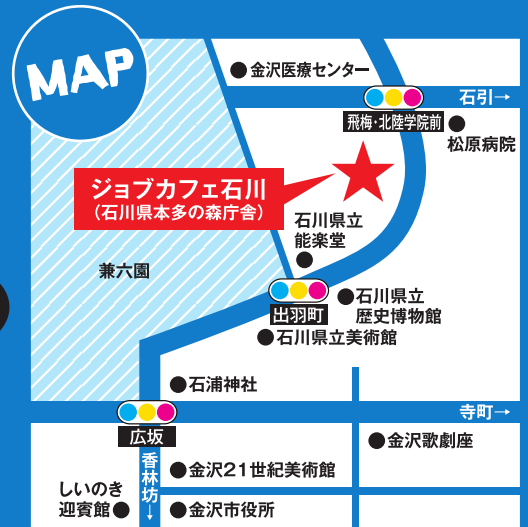 MAP
金沢医療センター
石引→
飛梅・北陸学院前
松原病院
ジョブカフェ石川
（石川県本多の森庁舎）
石川県立
能楽堂
兼六園
石川県立
歴史博物館
出羽町
石川県立美術館
石浦神社
寺町→
広坂
金沢歌劇座
香林坊→
金沢21世紀美術館
しいのき
迎賓館
金沢市役所